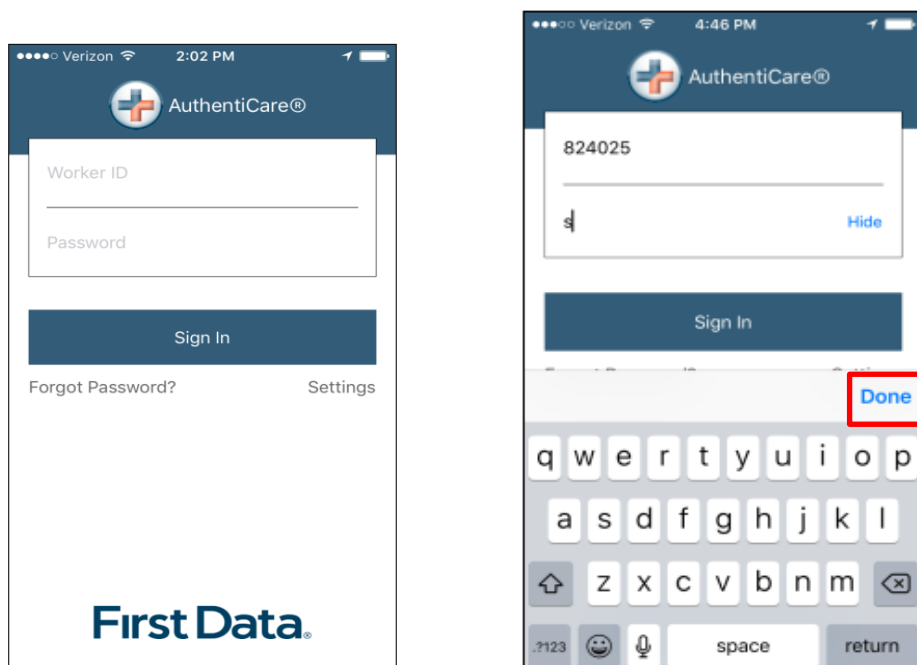 Verizon 2:02 PM
AuthentiCare®
Worker ID
Password
Sign In
Forgot Password? Settings
First Data.
Verizon 4:46 PM
AuthentiCare®
824025
s Hide
Sign In
Done
q w e r t y u i o p
a s d f g h j k l
z x c v b n m
.?123 space return